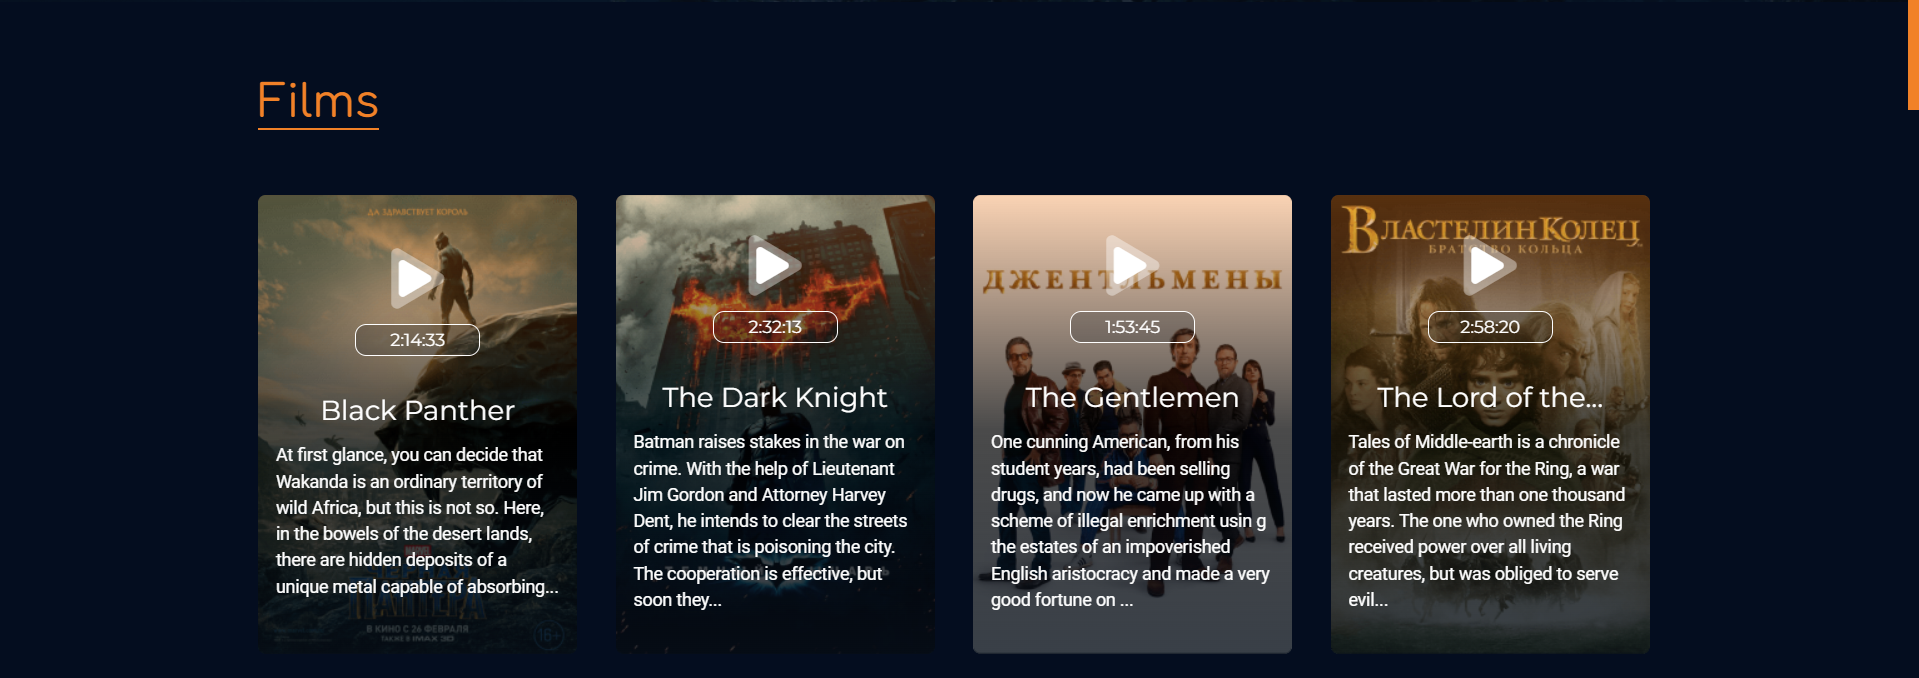 Films
ДА ЗДРАВСТВУЕТ КОРОЛЬ
2:14:33
Black Panther
At first glance, you can decide that
Wakanda is an ordinary territory of
wild Africa, but this is not so. Here,
in the bowels of the desert lands,
there are hidden deposits of a
unique metal capable of absorbing...
В КИНО С 26 ФЕВРАЛЯ
ТАКЖЕ В IMAX 3D
16+
2:32:13
The Dark Knight
Batman raises stakes in the war on
crime. With the help of Lieutenant
Jim Gordon and Attorney Harvey
Dent, he intends to clear the streets
of crime that is poisoning the city.
The cooperation is effective, but
soon they...
ДЖЕНТЛЬМЕНЫ
1:53:45
The Gentlemen
One cunning American, from his
student years, had been selling
drugs, and now he came up with a
scheme of illegal enrichment usin g
the estates of an impoverished
English aristocracy and made a very
good fortune on ...
ВЛАСТЕЛИН КОЛЕЦ
БРАТСТВО КОЛЬЦА
2:58:20
The Lord of the...
Tales of Middle-earth is a chronicle
of the Great War for the Ring, a war
that lasted more than one thousand
years. The one who owned the Ring
received power over all living
creatures, but was obliged to serve
evil...